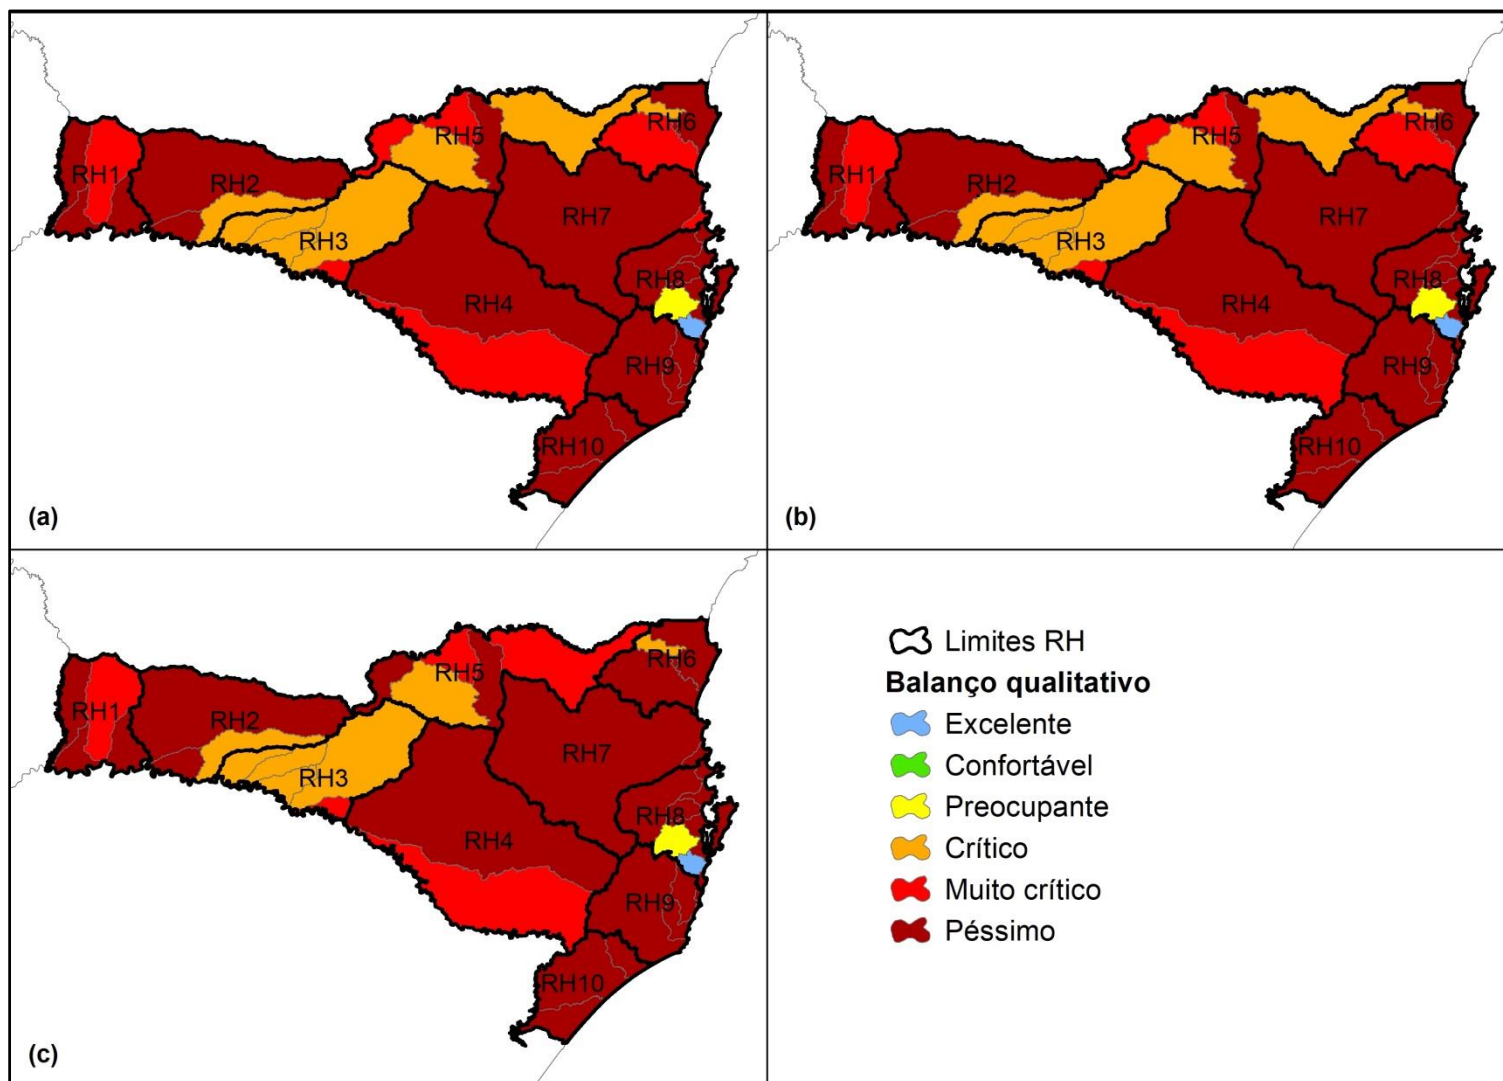 RH1
RH2
RH3
RH4
RH5
RH6
RH7
RH8
RH9
RH10
(a)
RH1
RH2
RH3
RH4
RH5
RH6
RH7
RH8
RH9
RH10
(b)
RH1
RH2
RH3
RH4
RH5
RH6
RH7
RH8
RH9
RH10
(c)
Limites RH
Balanço qualitativo
Excelente
Confortável
Preocupante
Crítico
Muito crítico
Péssimo